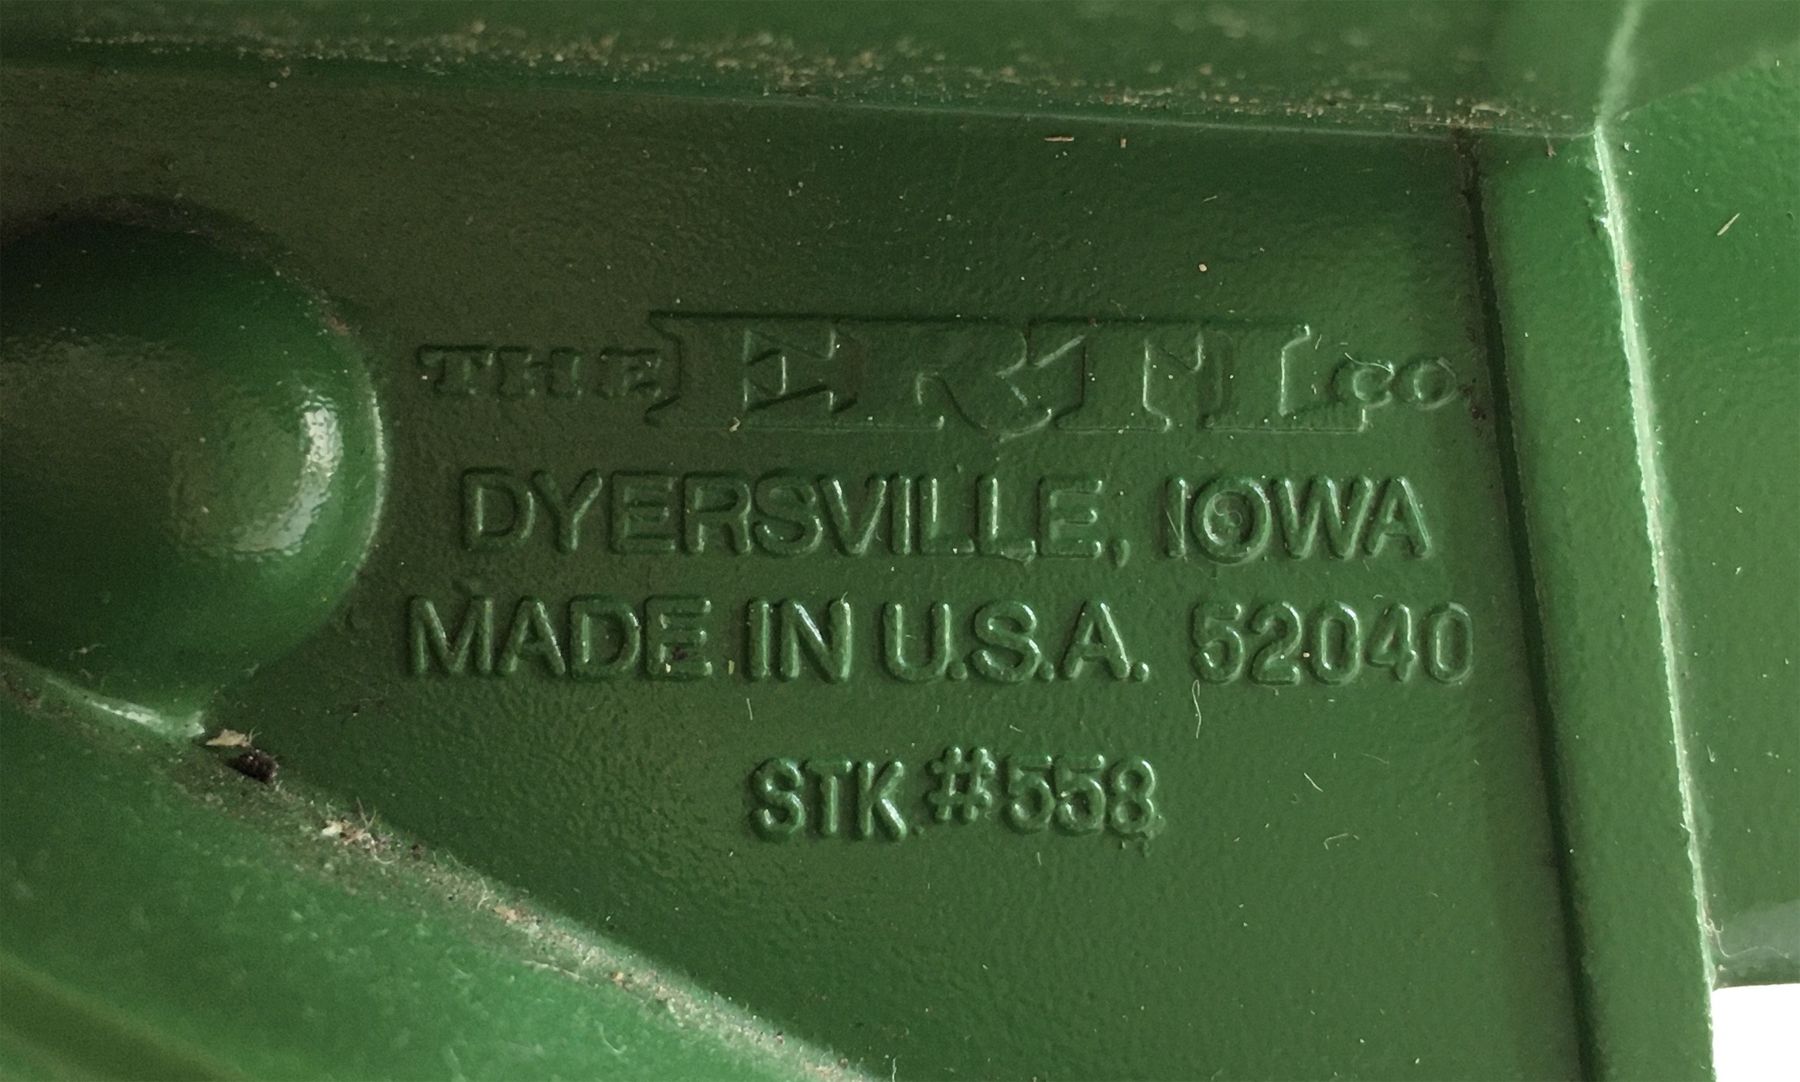 THE ERTL CO
DYERSVILLE, IOWA
MADE IN U.S.A. 52040
STK #558